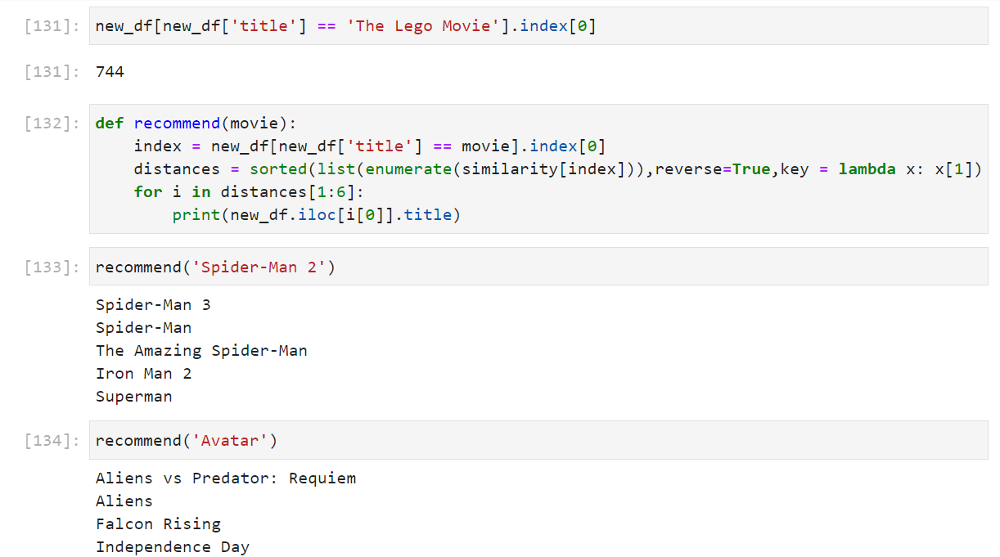 [131]: new_df[new_df['title'] == 'The Lego Movie'].index[0]
[131]: 744
[132]: def recommend(movie):
    index = new_df[new_df['title'] == movie].index[0]
    distances = sorted(list(enumerate(similarity[index])),reverse=True,key = lambda x: x[1])
    for i in distances[1:6]:
        print(new_df.iloc[i[0]].title)
[133]: recommend('Spider-Man 2')
Spider-Man 3
Spider-Man
The Amazing Spider-Man
Iron Man 2
Superman
[134]: recommend('Avatar')
Aliens vs Predator: Requiem
Aliens
Falcon Rising
Independence Day